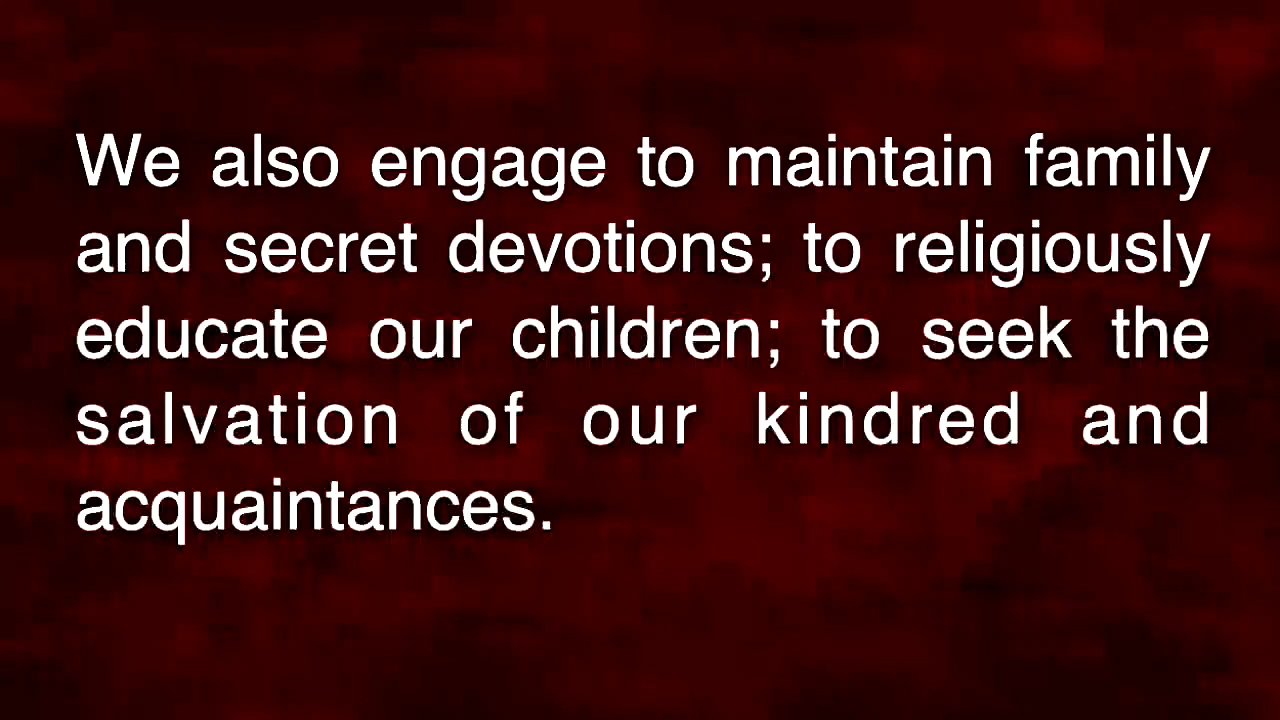 We also engage to maintain family
and secret devotions; to religiously
educate our children; to seek the
salvation of our kindred and
acquaintances.